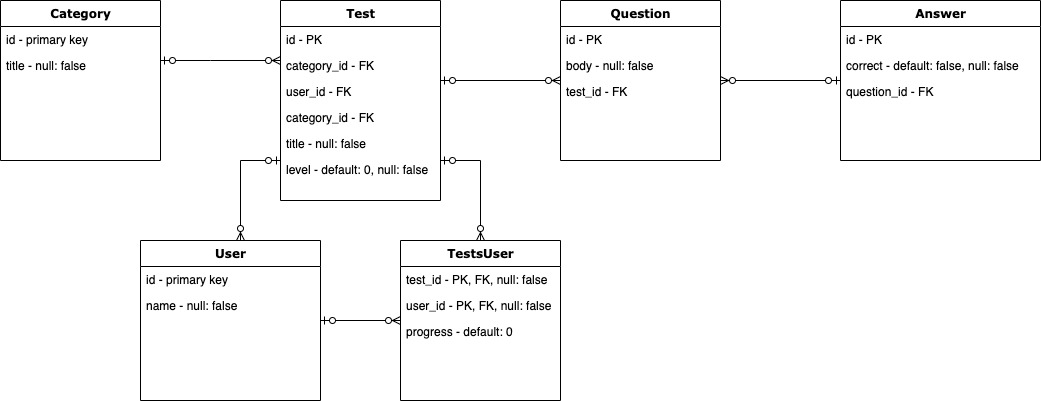 Category
id - primary key
title - null: false
Test
id - PK
category_id - FK
user_id - FK
category_id - FK
title - null: false
level - default: 0, null: false
Question
id - PK
body - null: false
test_id - FK
Answer
id - PK
correct - default: false, null: false
question_id - FK
User
id - primary key
name - null: false
TestsUser
test_id - PK, FK, null: false
user_id - PK, FK, null: false
progress - default: 0